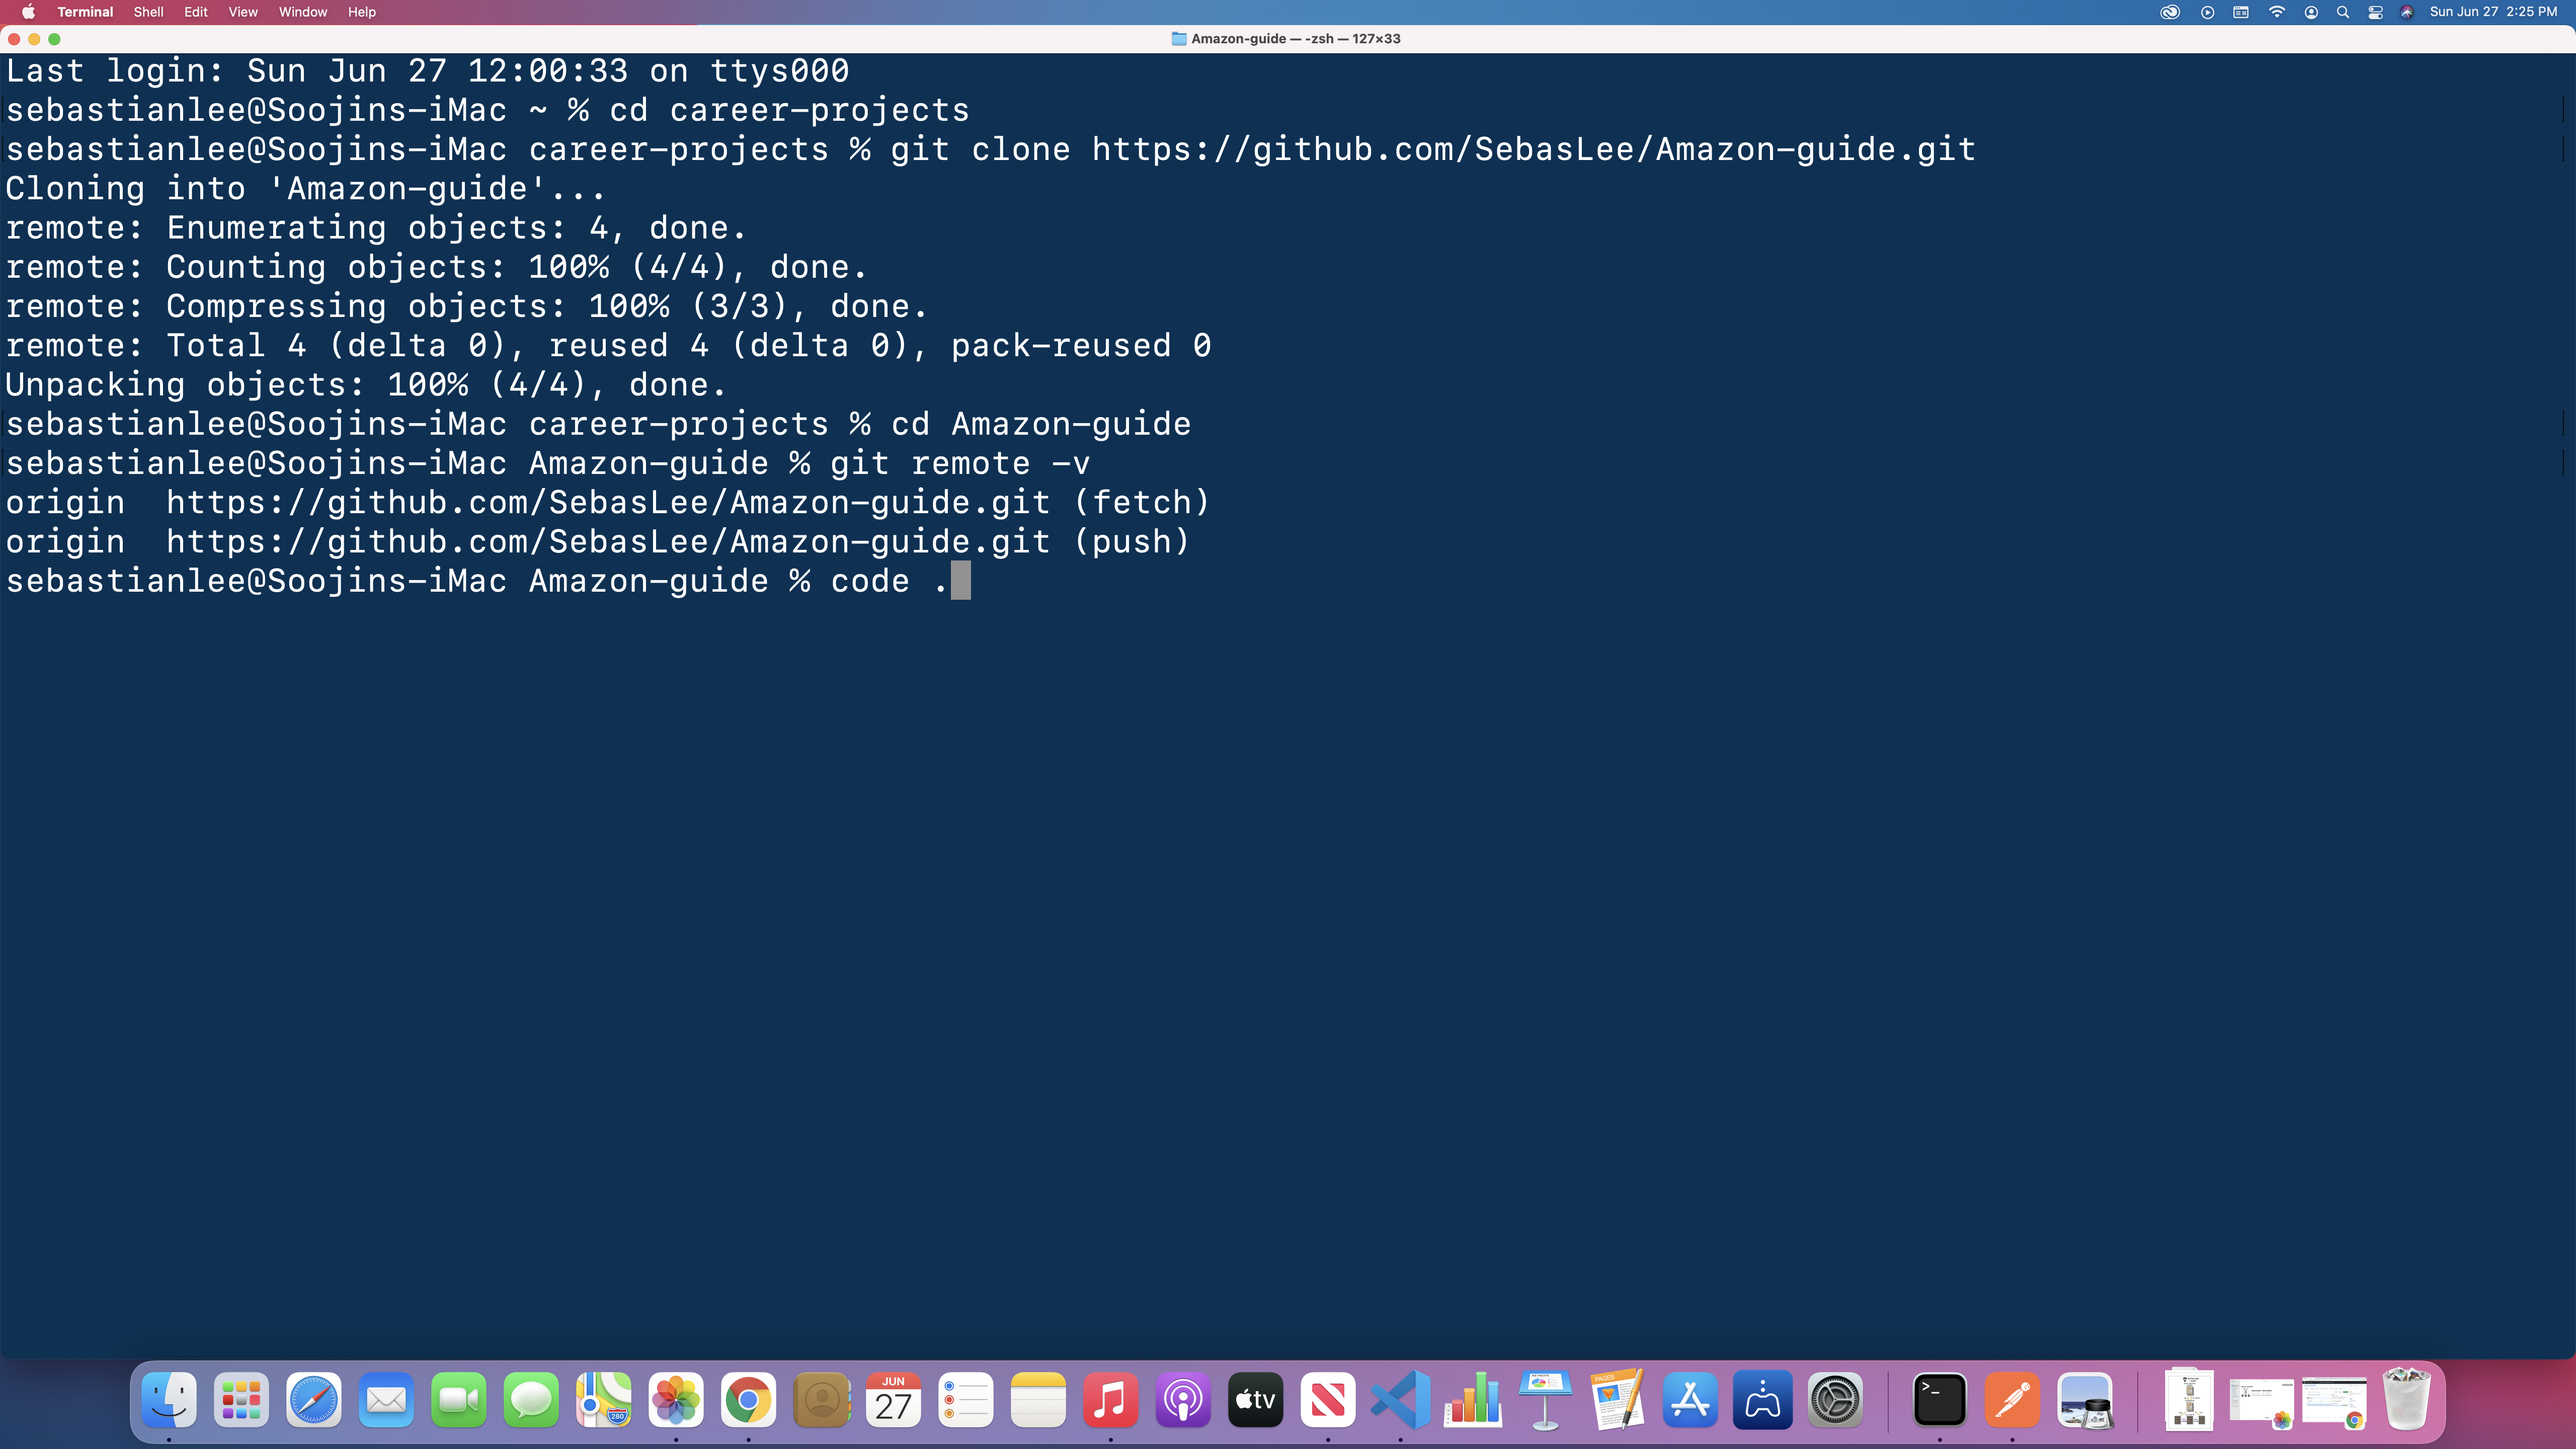 Terminal Shell Edit View Window Help Sun Jun 27 2:25 PM
Amazon-guide — -zsh — 127×33
Last login: Sun Jun 27 12:00:33 on ttys000
sebastianlee@Soojins-iMac ~ % cd career-projects
sebastianlee@Soojins-iMac career-projects % git clone https://github.com/SebasLee/Amazon-guide.git
Cloning into 'Amazon-guide'...
remote: Enumerating objects: 4, done.
remote: Counting objects: 100% (4/4), done.
remote: Compressing objects: 100% (3/3), done.
remote: Total 4 (delta 0), reused 4 (delta 0), pack-reused 0
Unpacking objects: 100% (4/4), done.
sebastianlee@Soojins-iMac career-projects % cd Amazon-guide
sebastianlee@Soojins-iMac Amazon-guide % git remote -v
origin  https://github.com/SebasLee/Amazon-guide.git (fetch)
origin  https://github.com/SebasLee/Amazon-guide.git (push)
sebastianlee@Soojins-iMac Amazon-guide % code .
JUN
27
280
tv
PAGES
>_